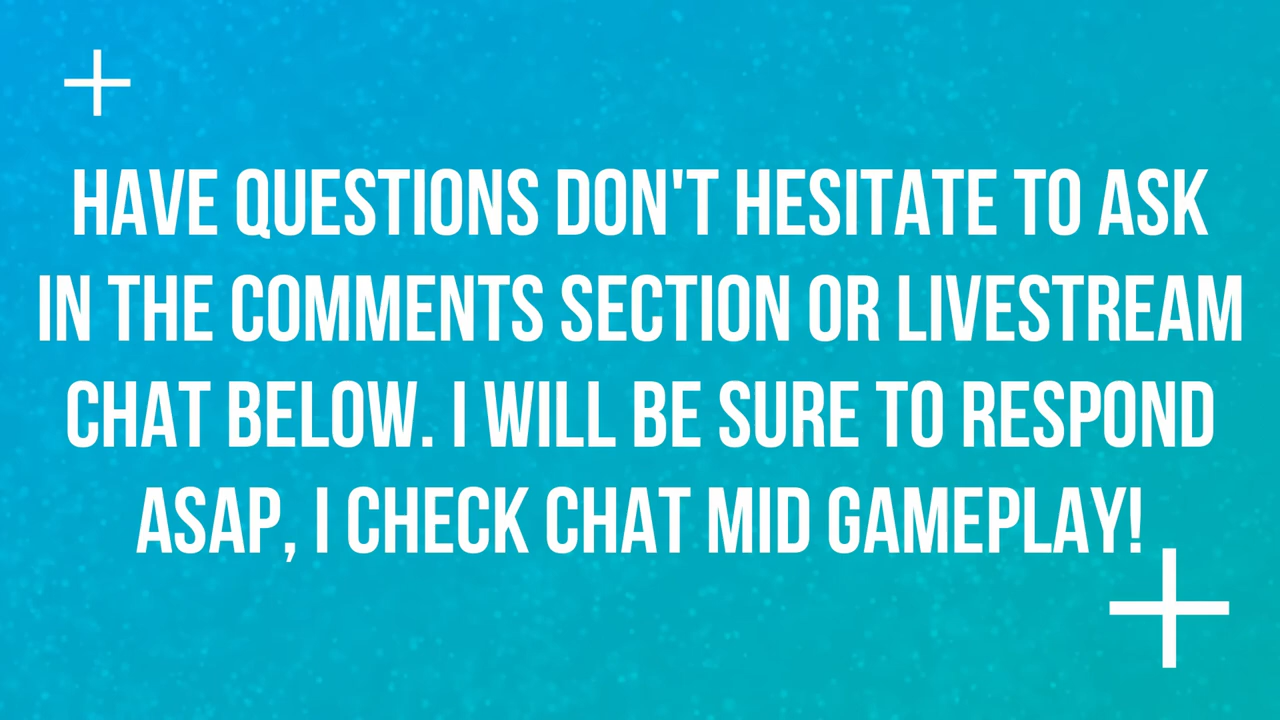 HAVE QUESTIONS DON'T HESITATE TO ASK
IN THE COMMENTS SECTION OR LIVESTREAM
CHAT BELOW. I WILL BE SURE TO RESPOND
ASAP, I CHECK CHAT MID GAMEPLAY!